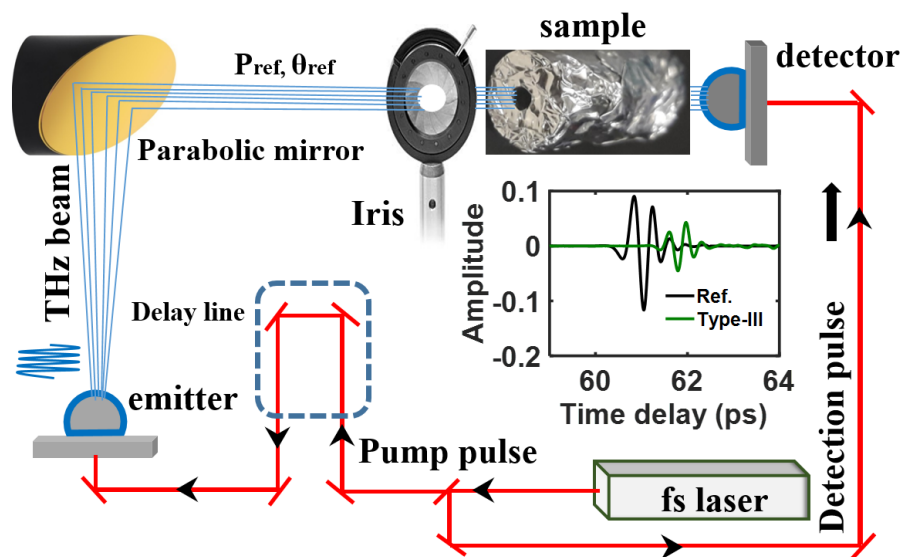 sample
detector
Pref, θref
Parabolic mirror
Iris
THz beam
Delay line
emitter
Pump pulse
fs laser
Detection pulse
Amplitude
0.1
0
-0.1
-0.2
Ref.
Type-III
60
62
64
Time delay (ps)